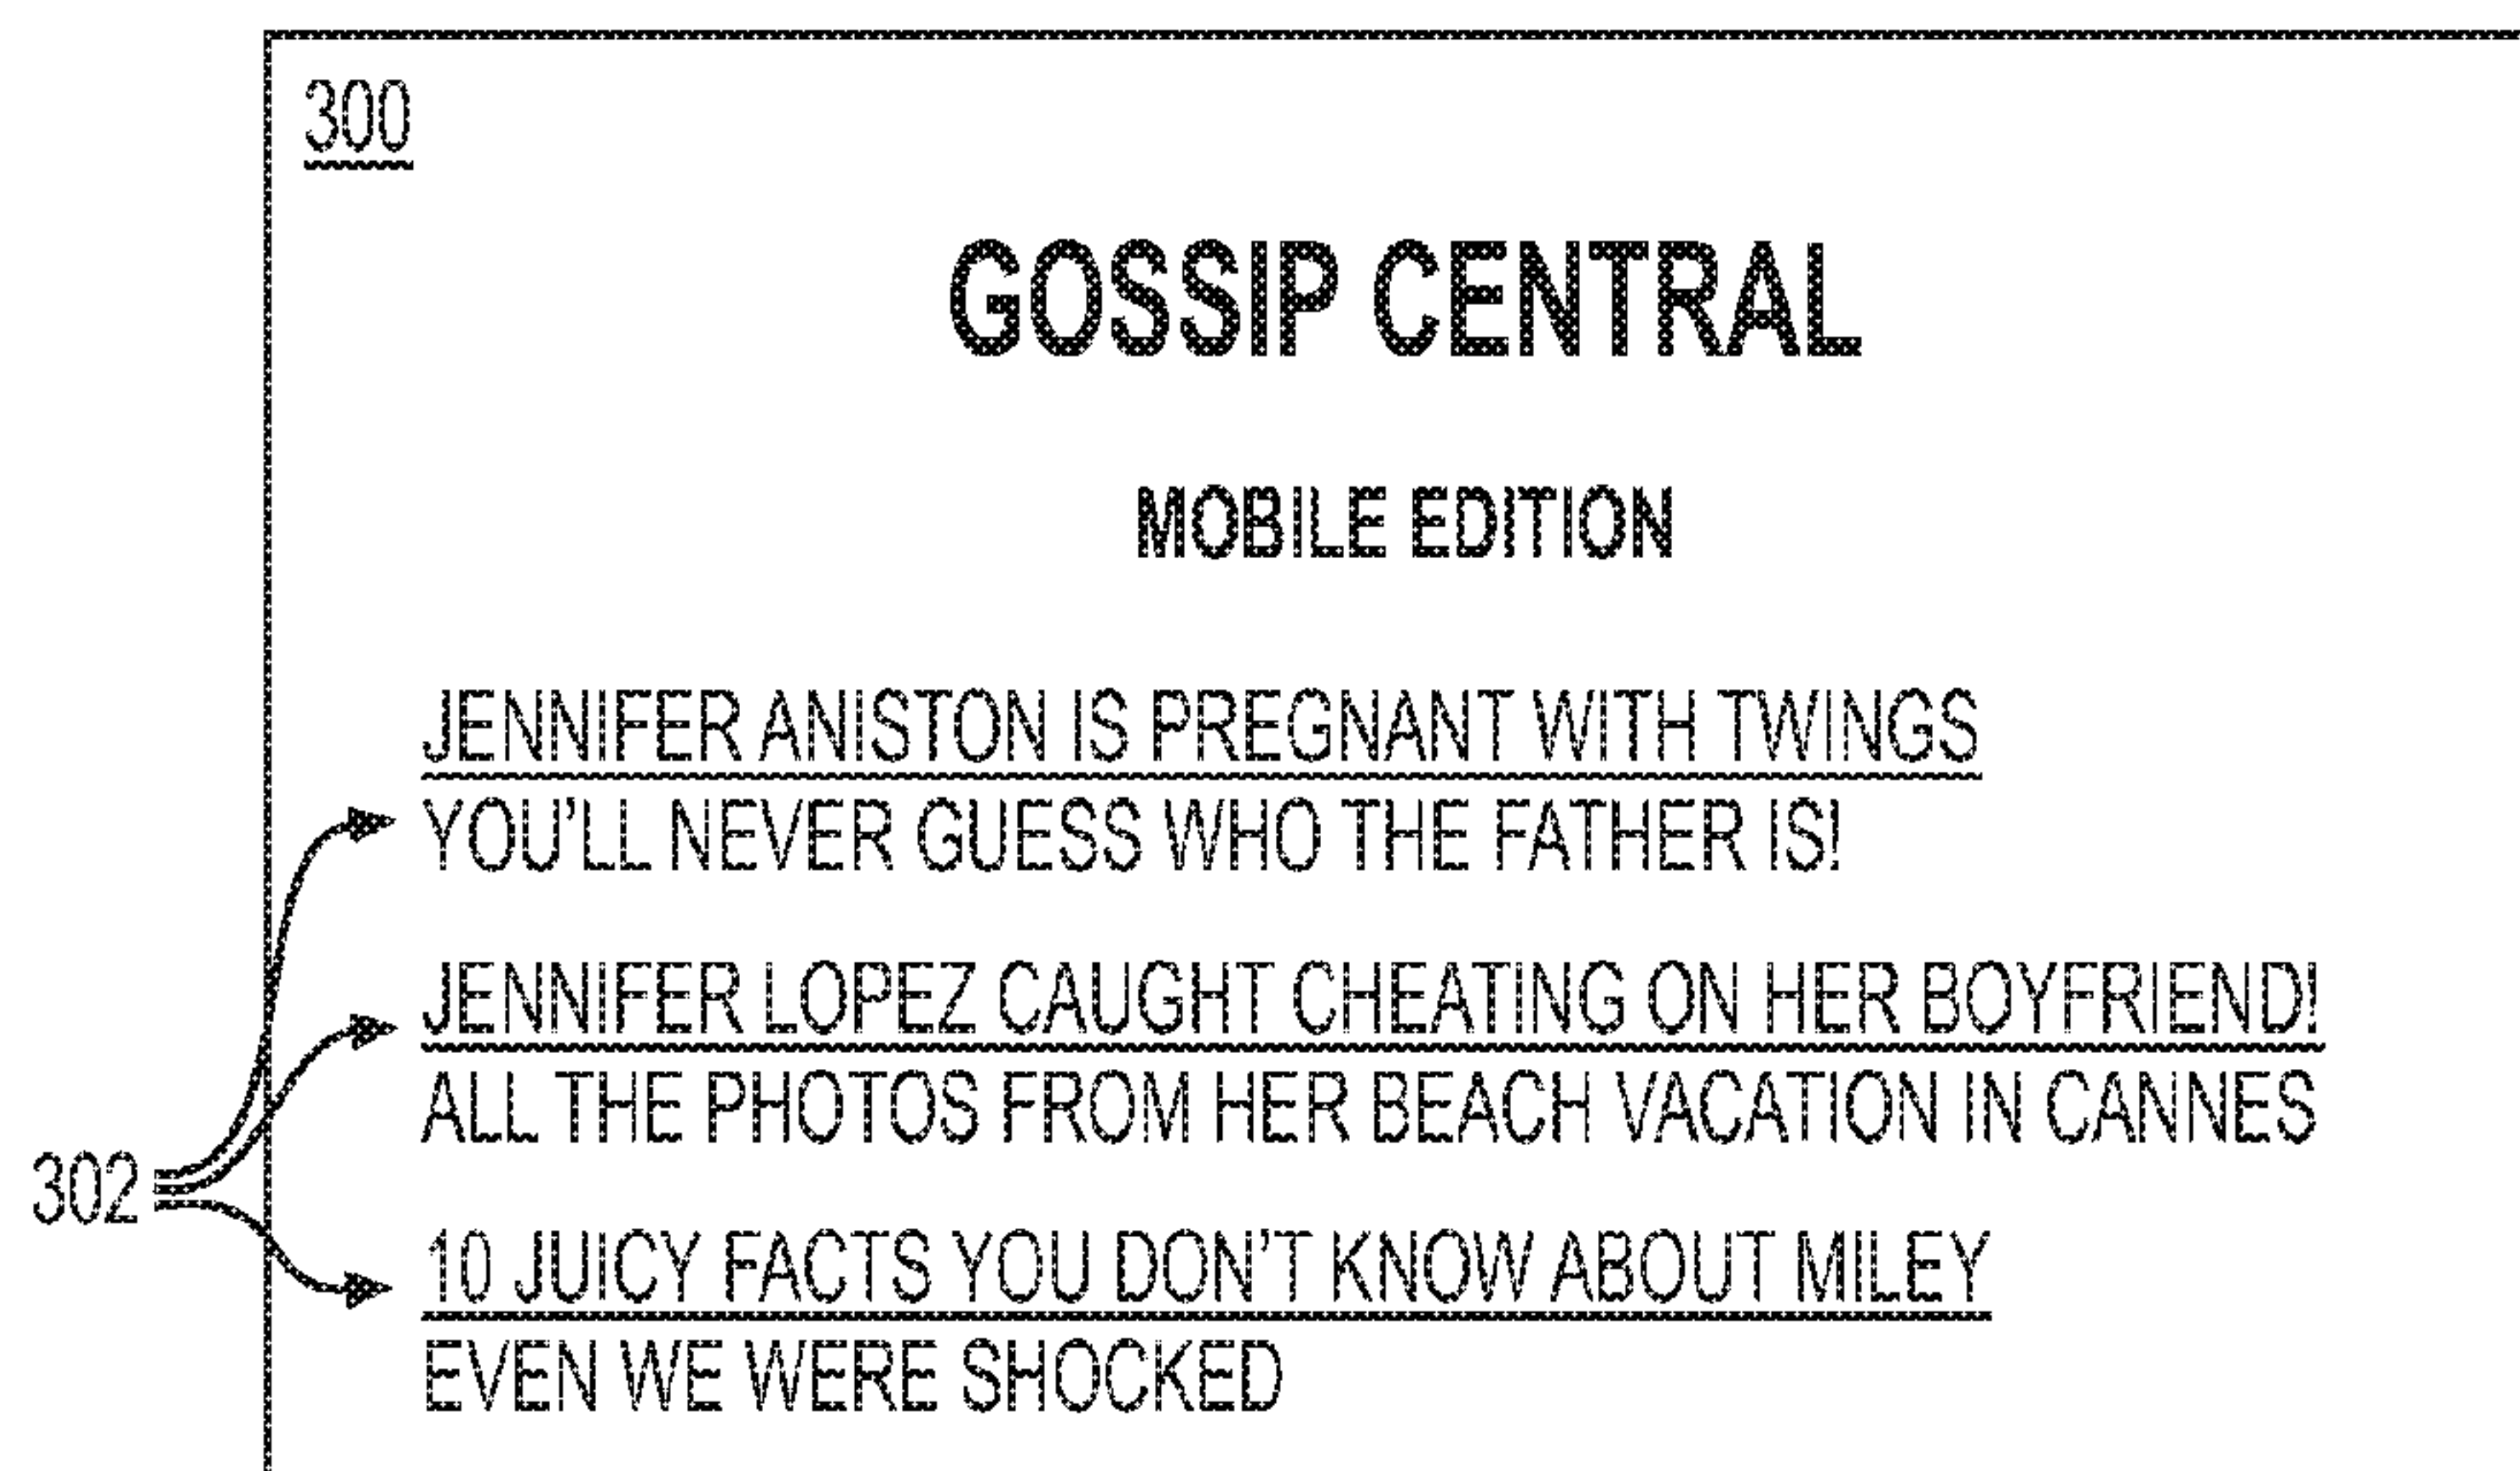 300
GOSSIP CENTRAL
MOBILE EDITION
JENNIFER ANISTON IS PREGNANT WITH TWINGS
YOU'LL NEVER GUESS WHO THE FATHER IS!
JENNIFER LOPEZ CAUGHT CHEATING ON HER BOYFRIEND!
ALL THE PHOTOS FROM HER BEACH VACATION IN CANNES
302
10 JUICY FACTS YOU DON'T KNOW ABOUT MILEY
EVEN WE WERE SHOCKED